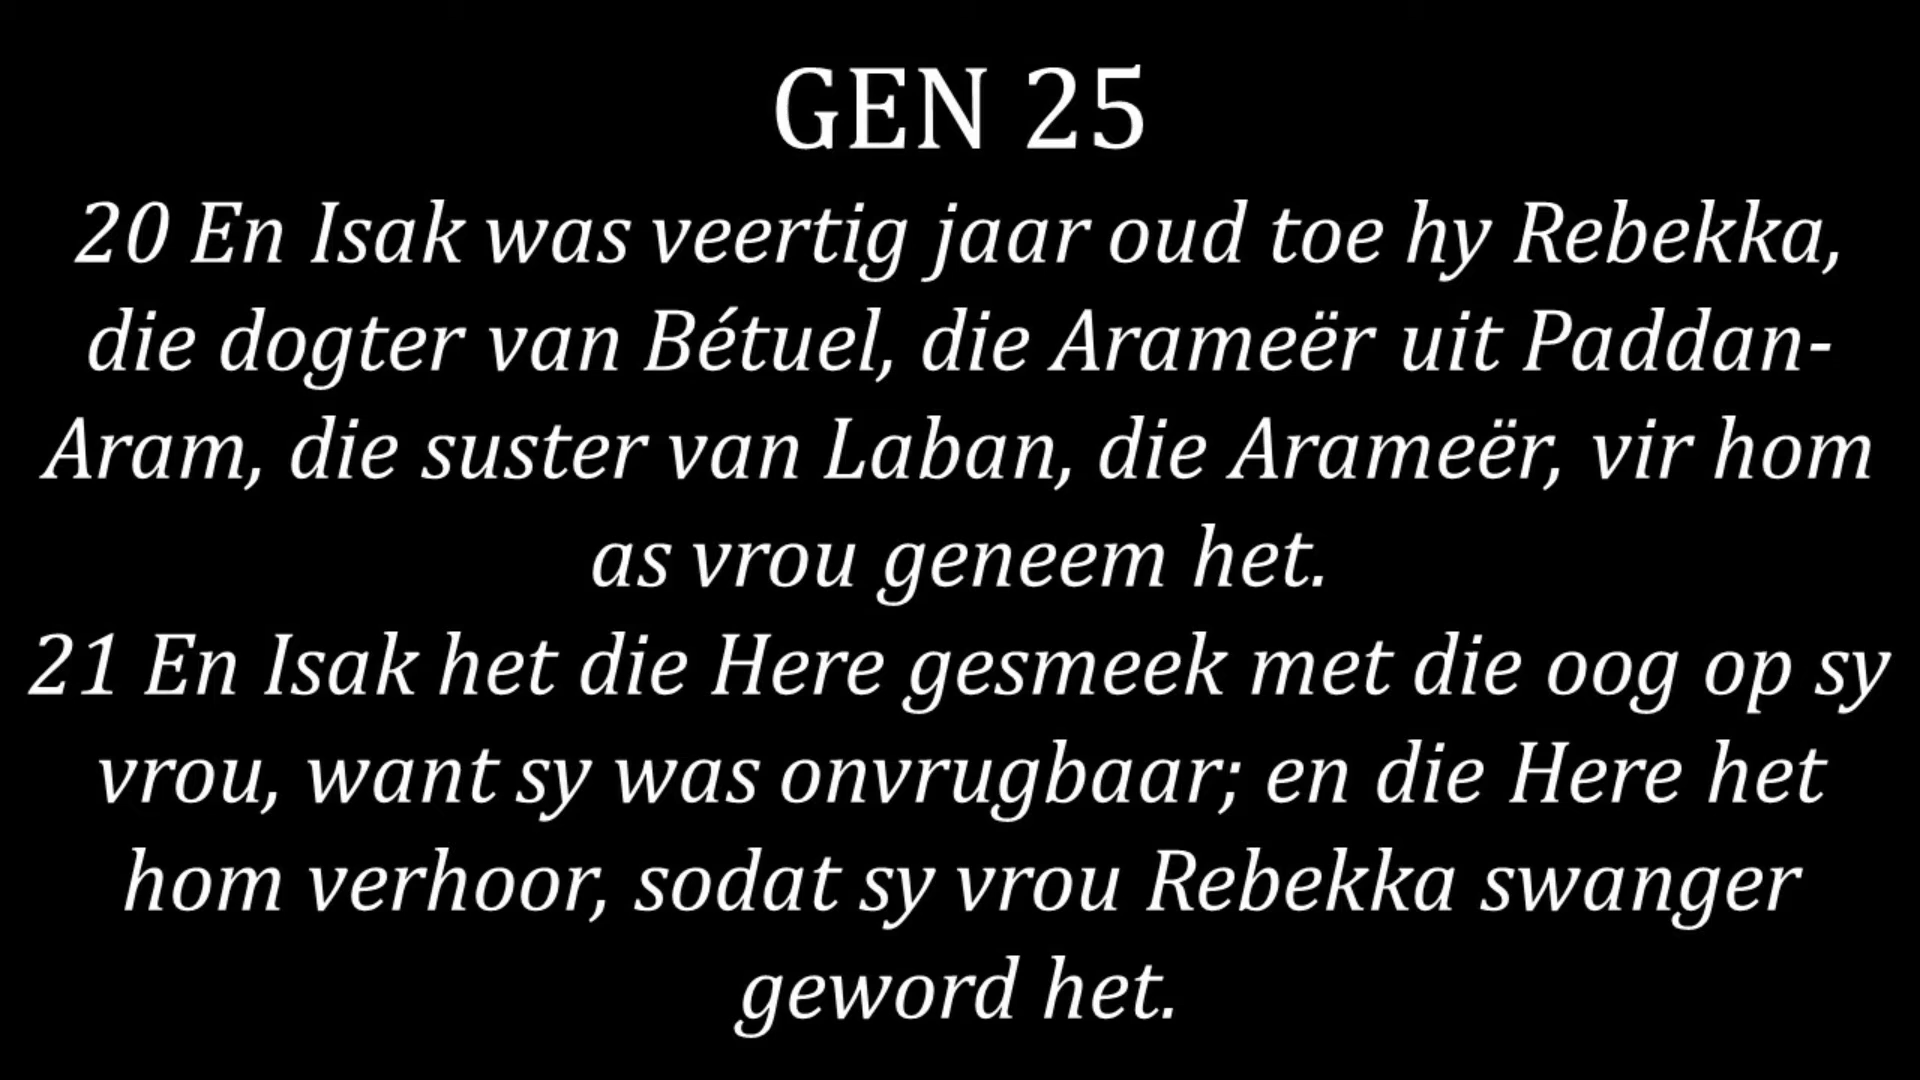 GEN 25
20 En Isak was veertig jaar oud toe hy Rebekka,
die dogter van Bétuel, die Arameër uit Paddan-
Aram, die suster van Laban, die Arameër, vir hom
as vrou geneem het.
21 En Isak het die Here gesmeek met die oog op sy
vrou, want sy was onvrugbaar; en die Here het
hom verhoor, sodat sy vrou Rebekka swanger
geword het.